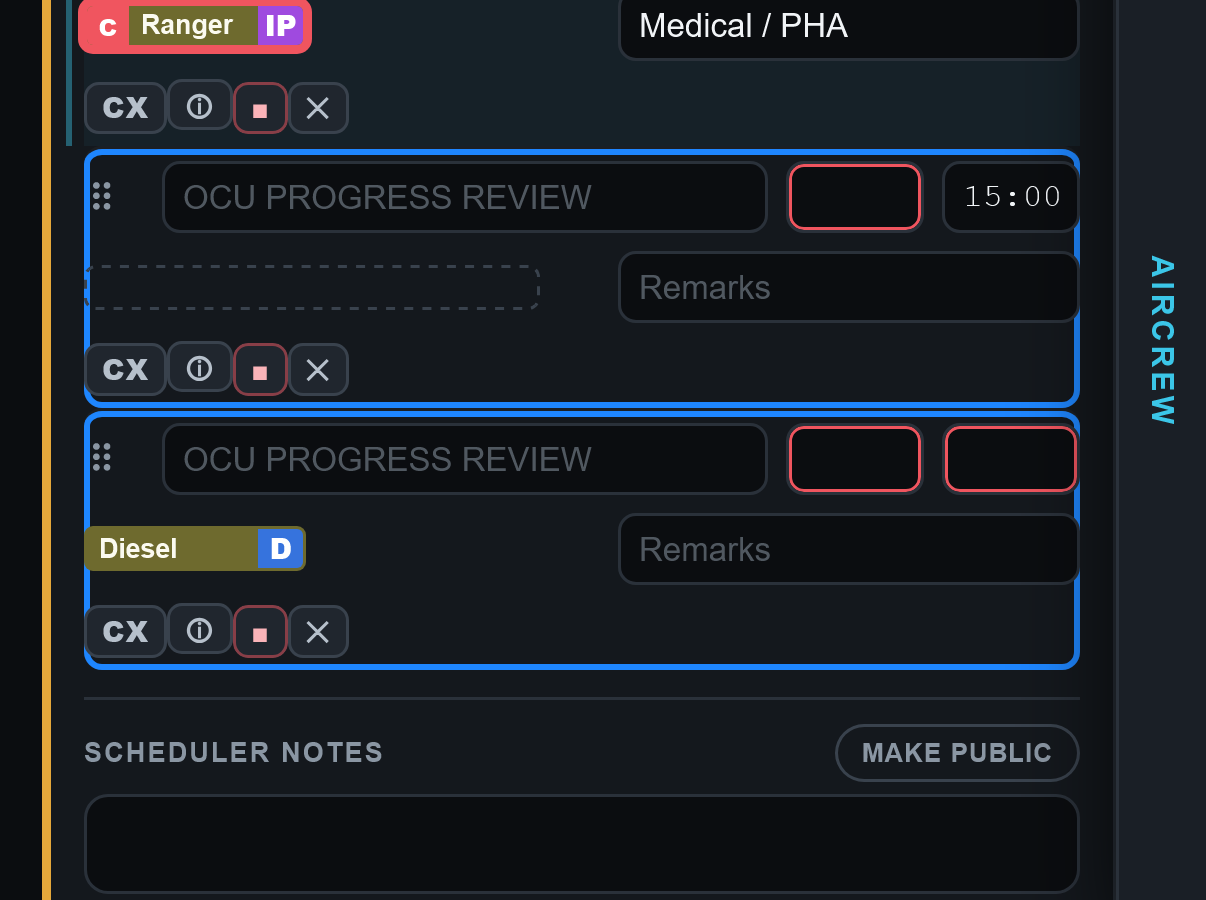 c Ranger IP
Medical / PHA
CX
OCU PROGRESS REVIEW
15:00
Remarks
CX
OCU PROGRESS REVIEW
Diesel D
Remarks
CX
SCHEDULER NOTES
MAKE PUBLIC
AIRCREW